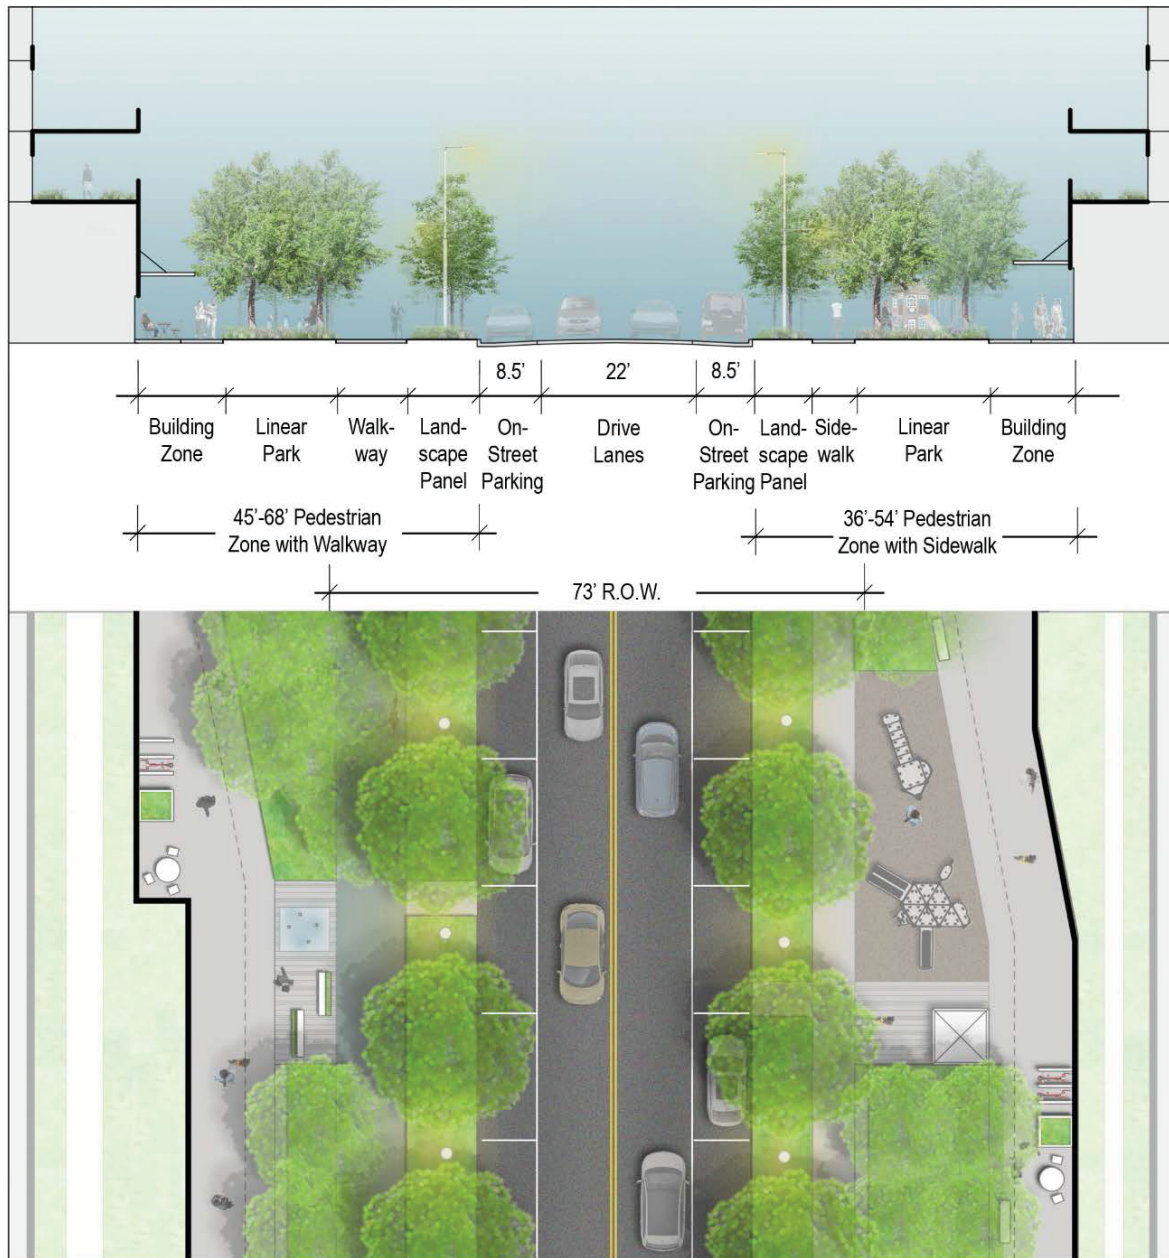 8.5’ 22’ 8.5’
Building Zone
Linear Park
Walk-
way
Land-
scape
Panel
On-
Street
Parking
Drive
Lanes
On-
Street
Parking
Land-
scape
Panel
Side-
walk
Linear
Park
Building
Zone
45’-68’ Pedestrian
Zone with Walkway
36’-54’ Pedestrian
Zone with Sidewalk
73’ R.O.W.